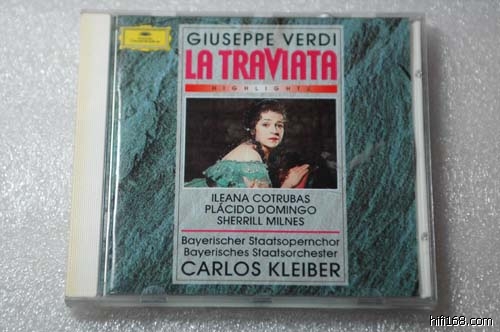 GIUSEPPE VERDI
LA TRAVIATA
HIGHLIGHTS
ILEANA COTRUBAS
PLÁCIDO DOMINGO
SHERRILL MILNES
Bayerischer Staatsopernchor
Bayerisches Staatsorchester
CARLOS KLEIBER
hifi168.com